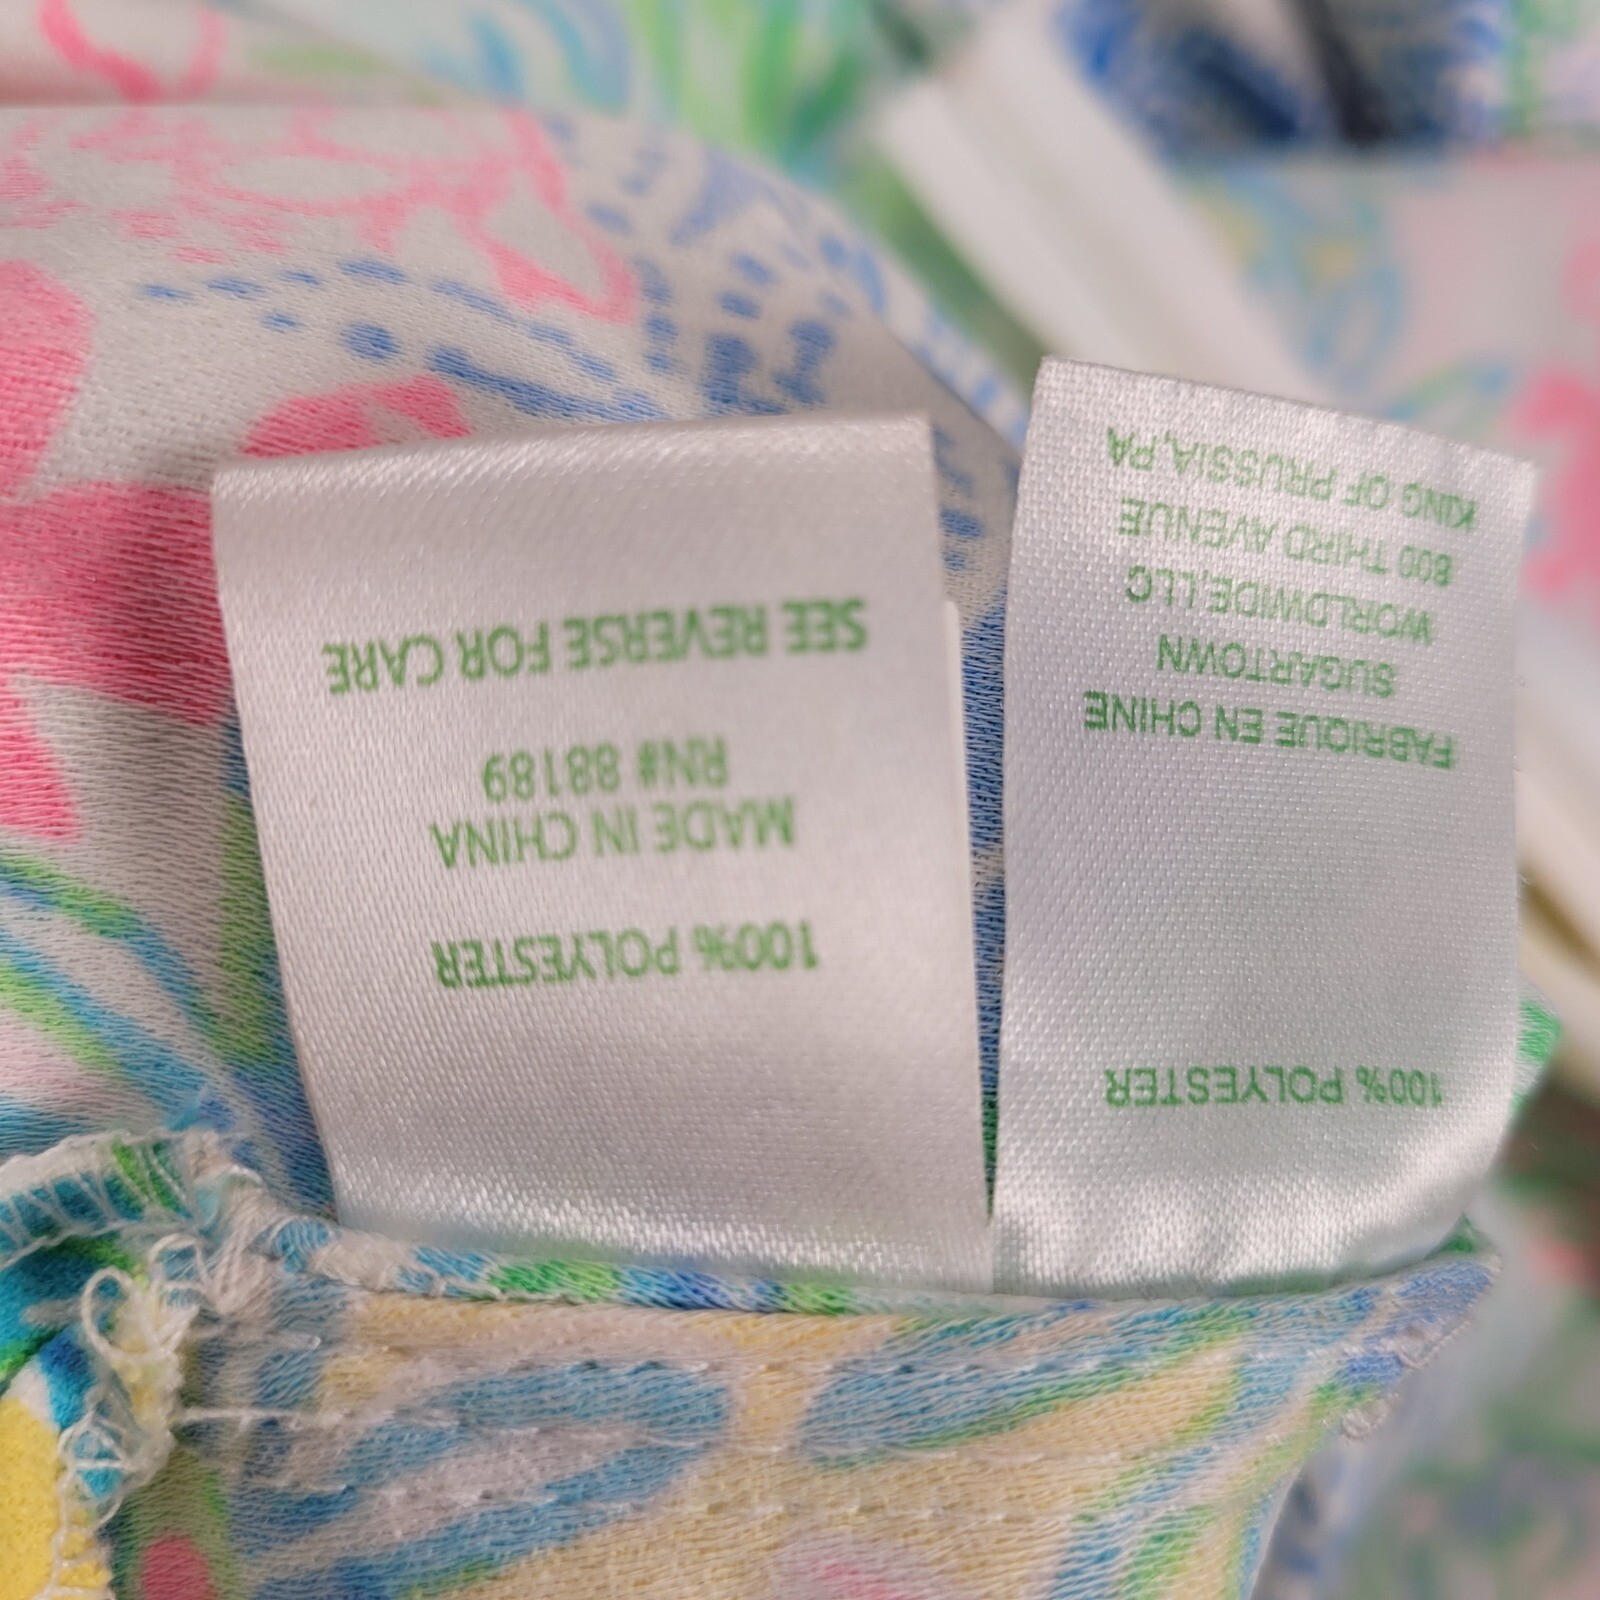 100% POLYESTER
MADE IN CHINA
RN# 88189
SEE REVERSE FOR CARE
100% POLYESTER
FABRIQUE EN CHINE
SUGARTOWN
WORLDWIDE,LLC
800 THIRD AVENUE
KING OF PRUSSIA,PA